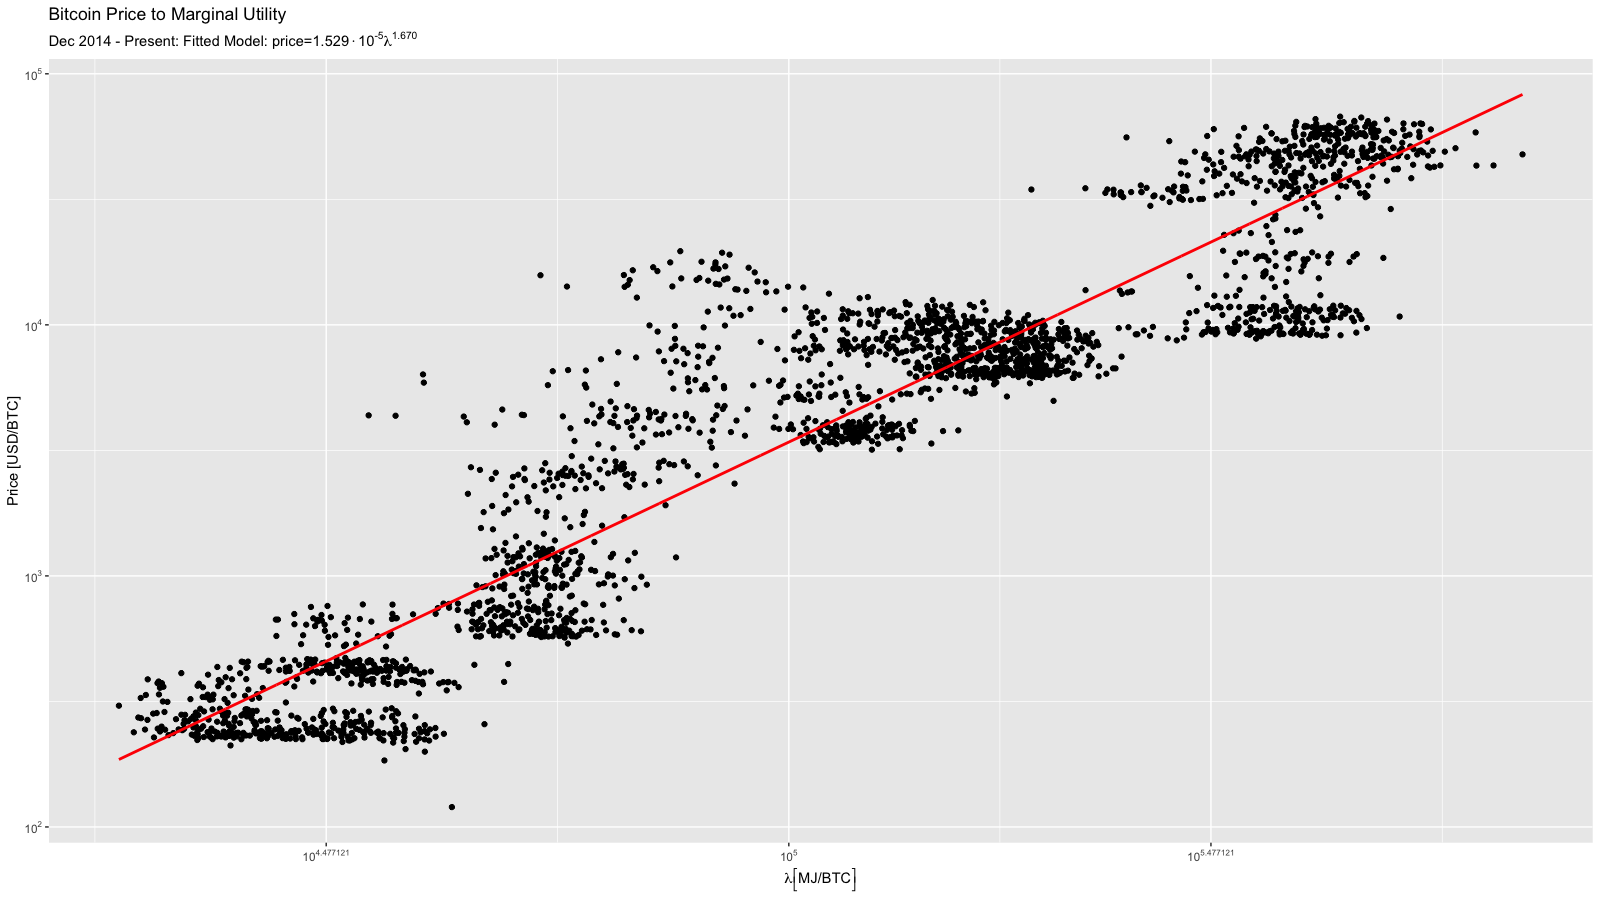 Bitcoin Price to Marginal Utility
Dec 2014 - Present: Fitted Model: price=1.529·10⁻⁵λ¹·⁶⁷⁰
10⁵
10⁴
10³
10²
Price [USD/BTC]
10⁴·⁴⁷⁷¹²¹
10⁵
10⁵·⁴⁷⁷¹²¹
λ[MJ/BTC]